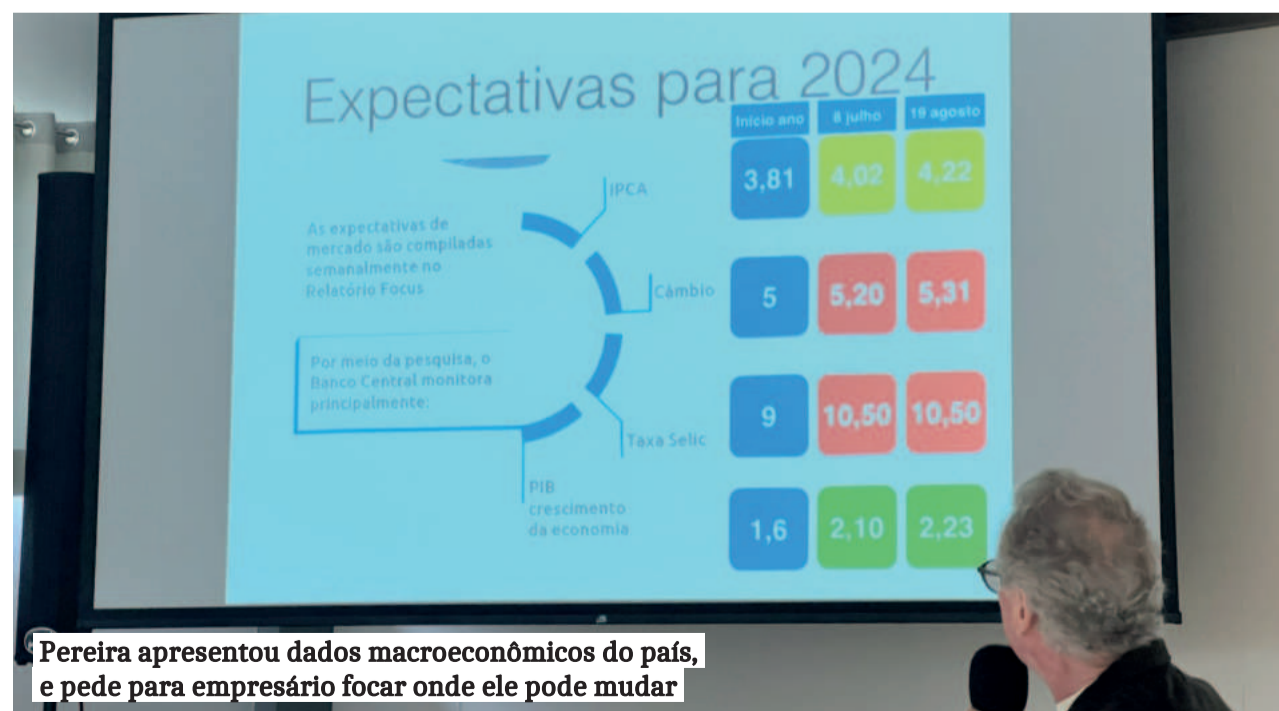 Expectativas para 2024
Início ano 8 julho 19 agosto
As expectativas de
mercado são compiladas
semanalmente no
Relatório Focus
Por meio da pesquisa, o
Banco Central monitora
principalmente:
IPCA
3,81 4,02 4,22
Câmbio
5 5,20 5,31
Taxa Selic
9 10,50 10,50
PIB
crescimento
da economia
1,6 2,10 2,23
Pereira apresentou dados macroeconômicos do país,
e pede para empresário focar onde ele pode mudar